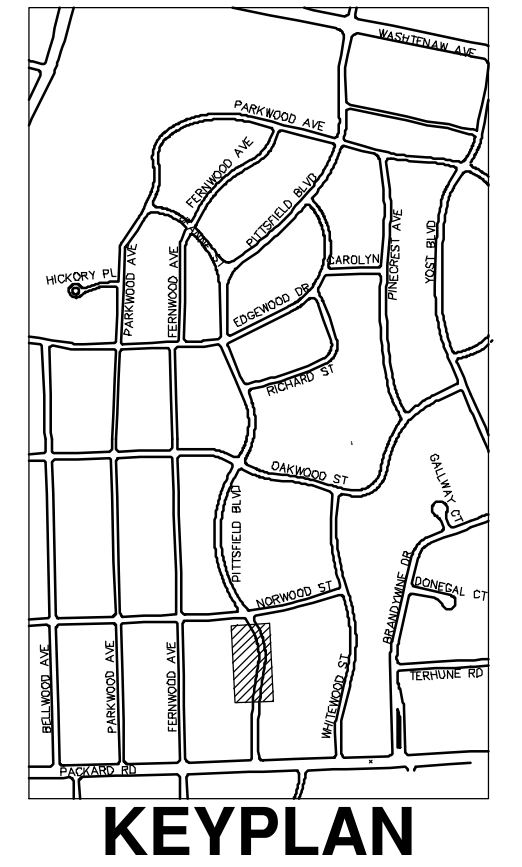 WASHTENAW AVE
PARKWOOD AVE
FERNWOOD AVE
PITTSFIELD BLVD
PINECREST AVE
YOST BLVD
CAROLYN
HICKORY PL
PARKWOOD AVE
FERNWOOD AVE
EDGEWOOD DR
RICHARD ST
OAKWOOD ST
GALLWAY CT
PITTSFIELD BLVD
BRANDYWINE DR
DONEGAL CT
NORWOOD ST
BELLWOOD AVE
PARKWOOD AVE
FERNWOOD AVE
WHITEWOOD ST
TERHUNE RD
PACKARD RD
KEYPLAN